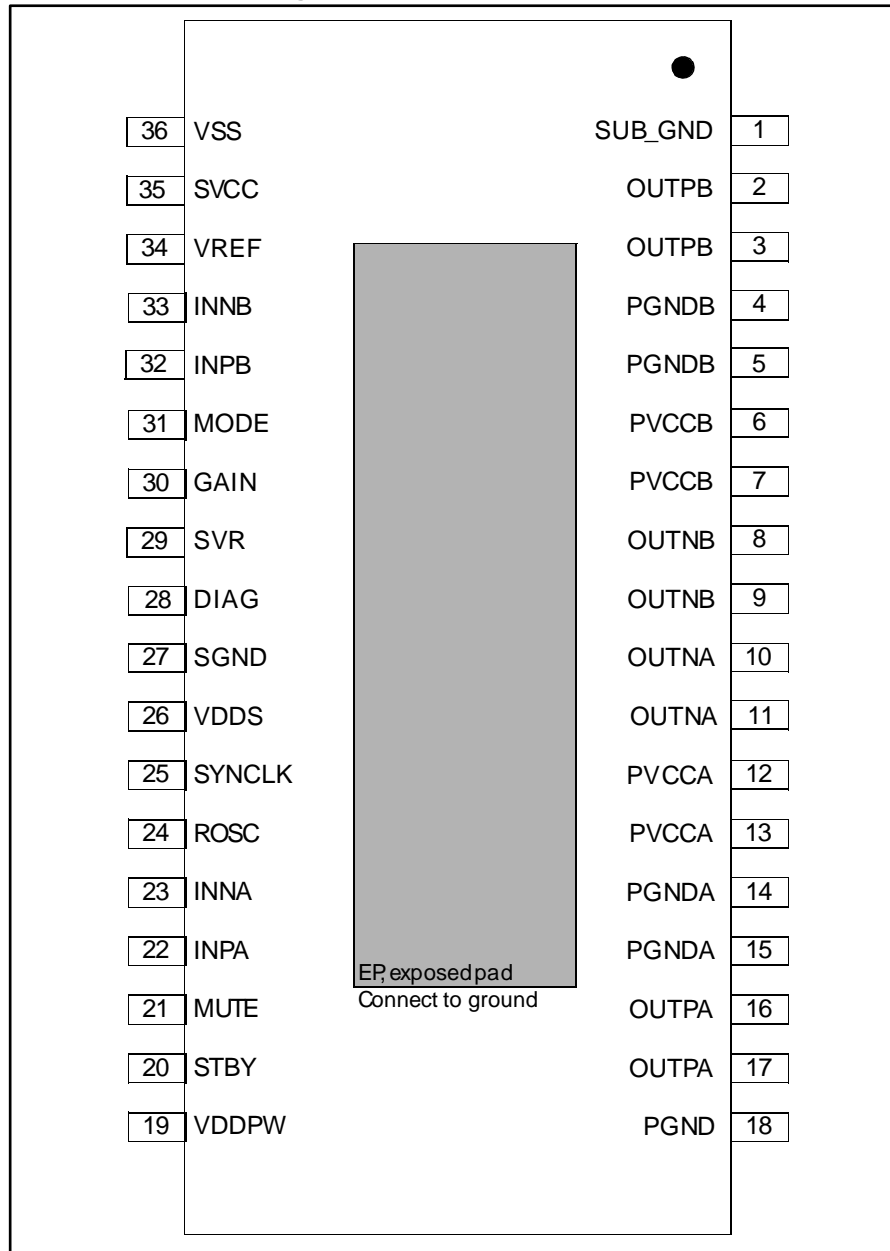 36 VSS SUB_GND 1
35 SVCC OUTPB 2
34 VREF OUTPB 3
33 INNB PGNDB 4
32 INPB PGNDB 5
31 MODE PVCCB 6
30 GAIN PVCCB 7
29 SVR OUTNB 8
28 DIAG OUTNB 9
27 SGND OUTNA 10
26 VDDS OUTNA 11
25 SYNCLK PVCCA 12
24 ROSC PVCCA 13
23 INNA PGNDA 14
22 INPA PGNDA 15
EP, exposed pad
Connect to ground
21 MUTE OUTPA 16
20 STBY OUTPA 17
19 VDDPW PGND 18